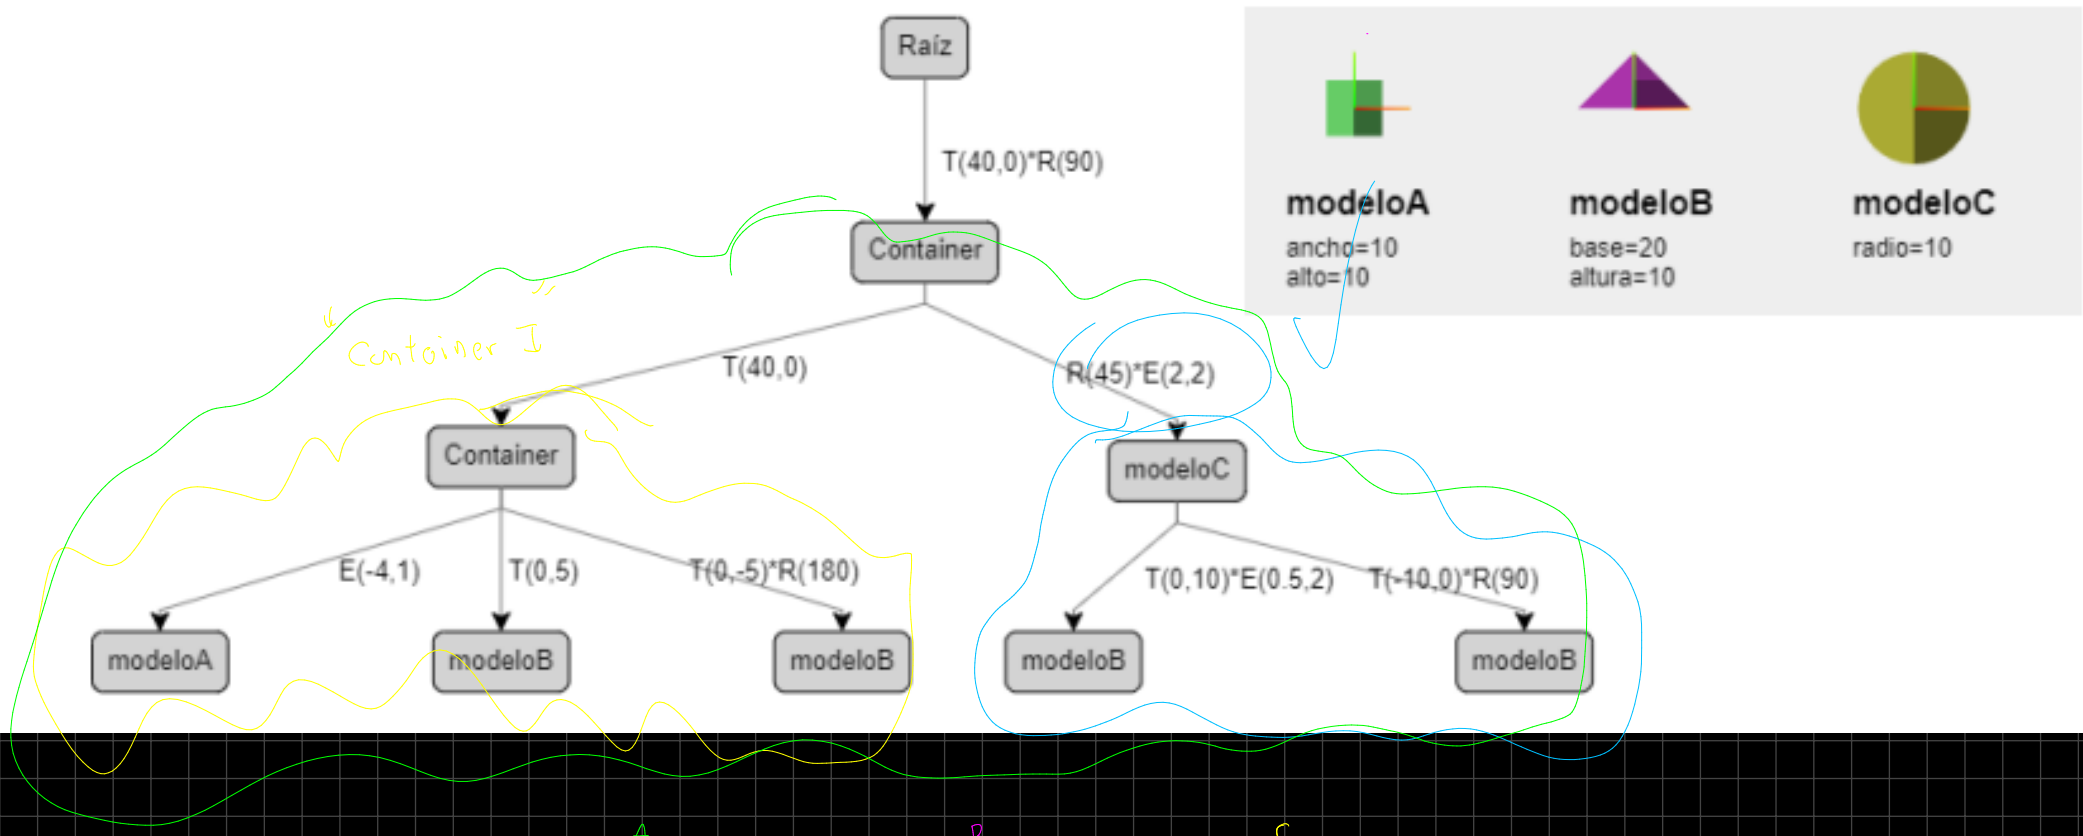 Raíz
T(40,0)*R(90)
Container
T(40,0)
R(45)*E(2,2)
Container I
Container
modeloC
E(-4,1)
T(0,5)
T(0,-5)*R(180)
T(0,10)*E(0.5,2)
T(-10,0)*R(90)
modeloA
modeloB
modeloB
modeloB
modeloB
modeloA
ancho=10
alto=10
modeloB
base=20
altura=10
modeloC
radio=10